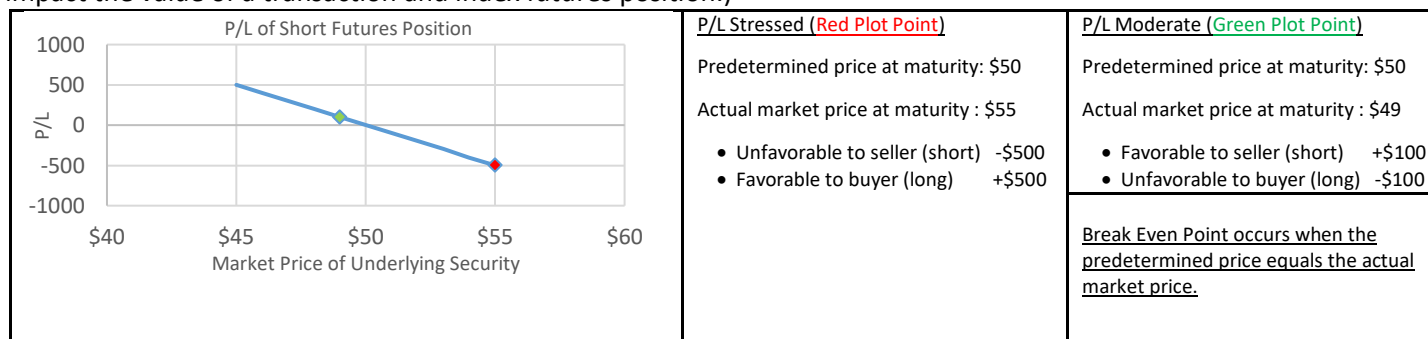 P/L of Short Futures Position
1000
500
0
-500
-1000
P/L
$40 $45 $50 $55 $60
Market Price of Underlying Security
P/L Stressed (Red Plot Point)
Predetermined price at maturity: $50
Actual market price at maturity : $55
• Unfavorable to seller (short) -$500
• Favorable to buyer (long) +$500
P/L Moderate (Green Plot Point)
Predetermined price at maturity: $50
Actual market price at maturity : $49
• Favorable to seller (short) +$100
• Unfavorable to buyer (long) -$100
Break Even Point occurs when the
predetermined price equals the actual
market price.